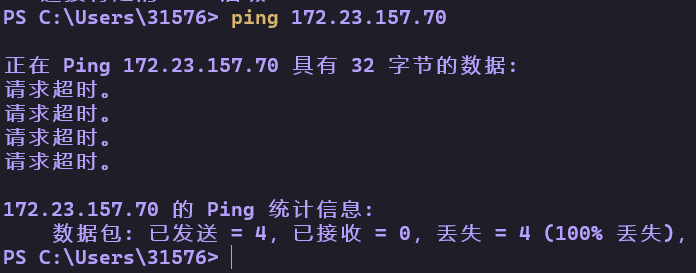 PS C:\Users\31576> ping 172.23.157.70
正在 Ping 172.23.157.70 具有 32 字节的数据:
请求超时。
请求超时。
请求超时。
请求超时。
172.23.157.70 的 Ping 统计信息:
数据包: 已发送 = 4, 已接收 = 0, 丢失 = 4 (100% 丢失),
PS C:\Users\31576>